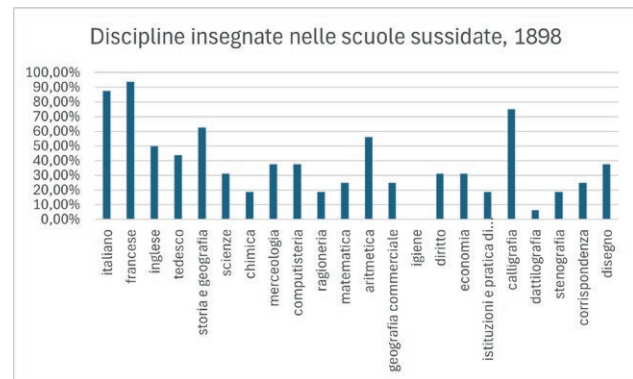 Discipline insegnate nelle scuole sussidate, 1898
100,00%
90,00%
80,00%
70,00%
60,00%
50,00%
40,00%
30,00%
20,00%
10,00%
0,00%
italiano
francese
inglese
tedesco
storia e geografia
scienze
chimica
merceologia
computisteria
ragioneria
matematica
aritmetica
geografia commerciale
igiene
diritto
economia
istituzioni e pratica di…
calligrafia
dattilografia
stenografia
corrispondenza
disegno